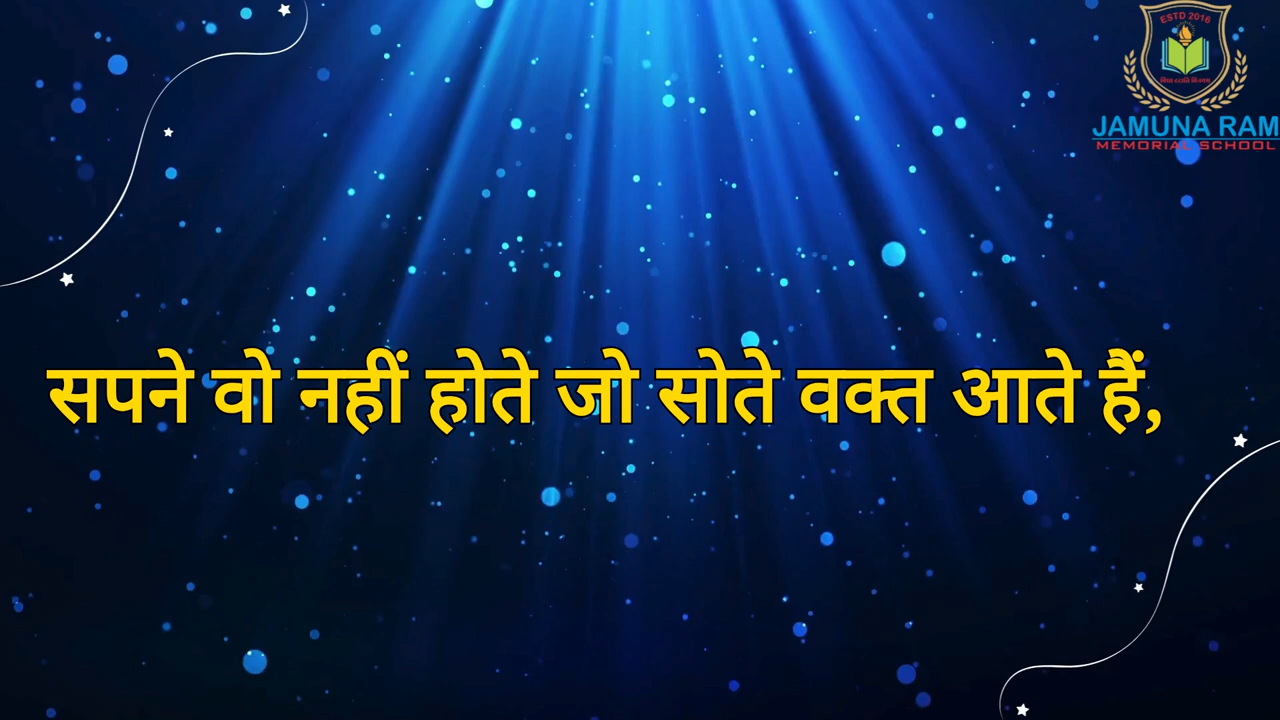 ESTD 2016
JAMUNA RAM
MEMORIAL SCHOOL
सपने वो नहीं होते जो सोते वक्त आते हैं,